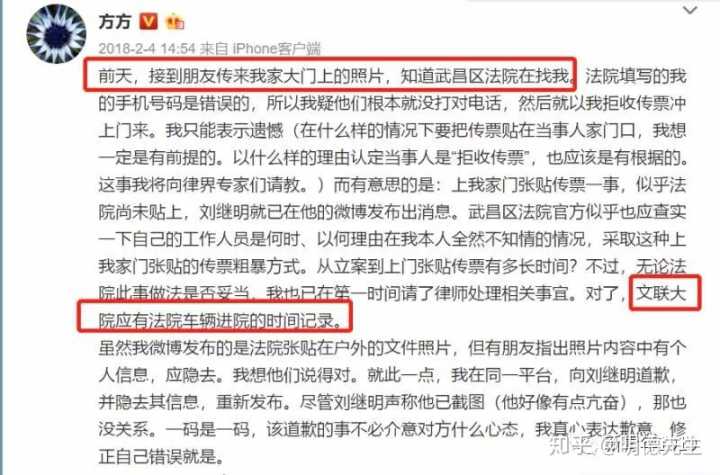 方方
2018-2-4 14:54 来自 iPhone客户端
前天，接到朋友传来我家大门上的照片，知道武昌区法院在找我。法院填写的我
的手机号码是错误的，所以我疑他们根本就没打对电话，然后就以我拒收传票冲
上门来。我只能表示遗憾（在什么样的情况下要把传票贴在当事人家门口，我想
一定是有前提的。以什么样的理由认定当事人是“拒收传票”，也应该是有根据的。
这事我将向律界专家们请教。）而有意思的是：上我家门张贴传票一事，似乎法
院尚未贴上，刘继明就已在他的微博发布出消息。武昌区法院官方似乎也应查实
一下自己的工作人员是何时、以何理由在我本人全然不知情的情况，采取这种上
我家门张贴的传票粗暴方式。从立案到上门张贴传票有多长时间？不过，无论法
院此事做法是否妥当，我也已在第一时间请了律师处理相关事宜。对了，文联大
院应有法院车辆进院的时间记录。
虽然我微博发布的是法院张贴在户外的文件照片，但有朋友指出照片内容中有个
人信息，应隐去。我想他们说得对。就此一点，我在同一平台，向刘继明道歉，
并隐去其信息，重新发布。尽管刘继明声称他已截图（他好像有点亢奋），那也
没关系。一码是一码，该道歉的事不必介意对方什么心态，我真心表达歉意，修
正自己错误就是。
知乎 @明德先生